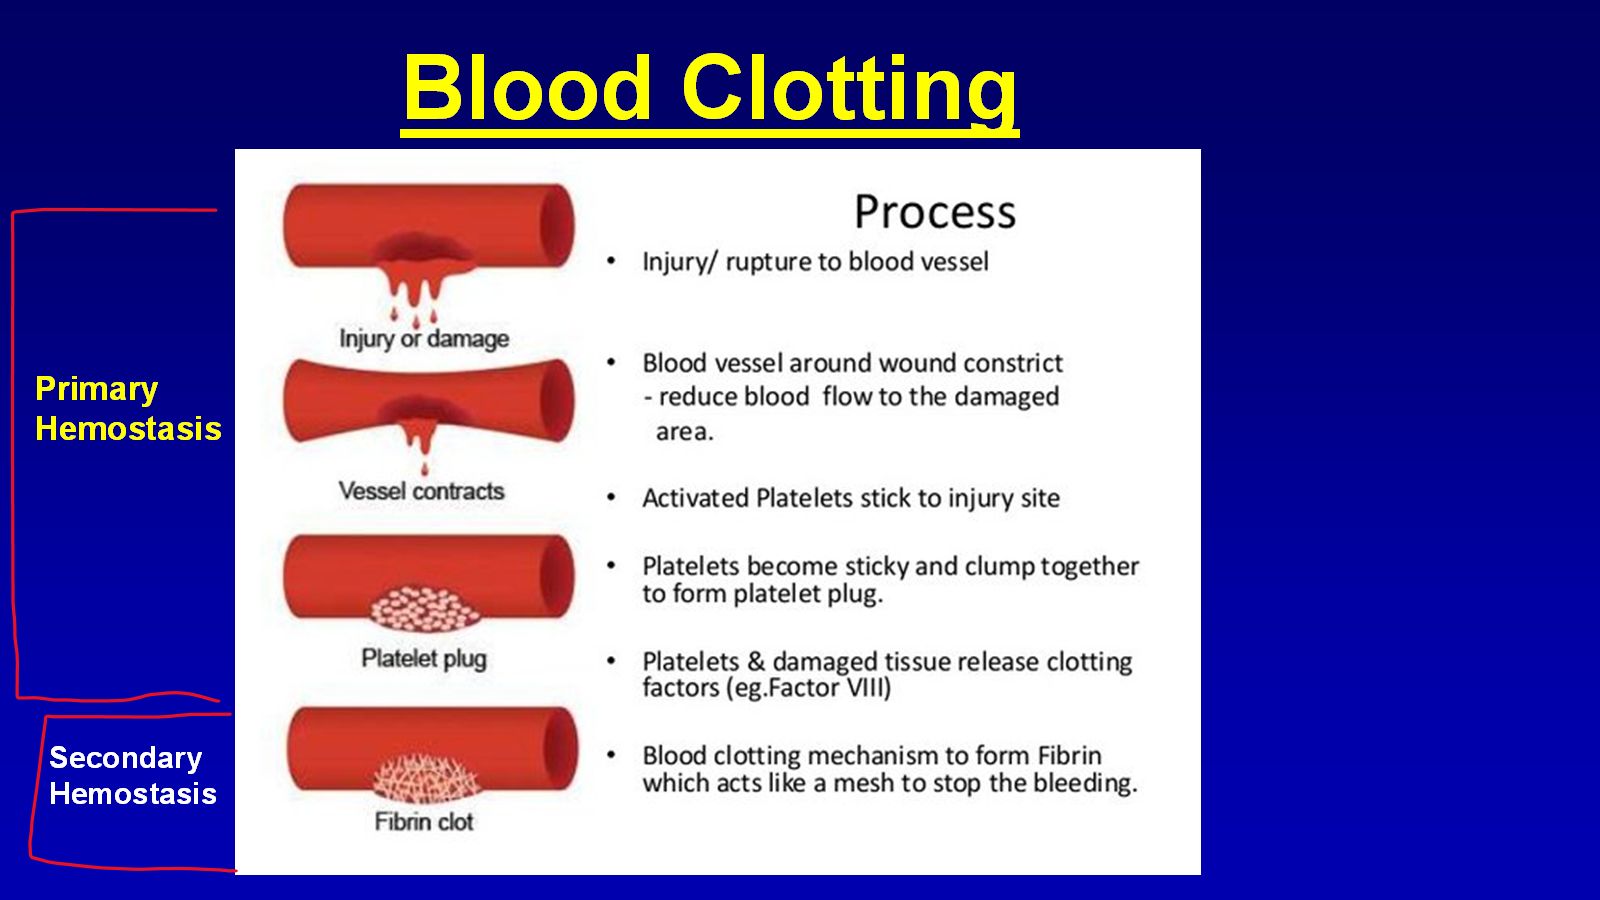 Blood Clotting
Primary
Hemostasis
Secondary
Hemostasis
Injury or damage
Vessel contracts
Platelet plug
Fibrin clot
Process
• Injury/ rupture to blood vessel
• Blood vessel around wound constrict
- reduce blood flow to the damaged
area.
• Activated Platelets stick to injury site
• Platelets become sticky and clump together
to form platelet plug.
• Platelets & damaged tissue release clotting
factors (eg.Factor VIII)
• Blood clotting mechanism to form Fibrin
which acts like a mesh to stop the bleeding.